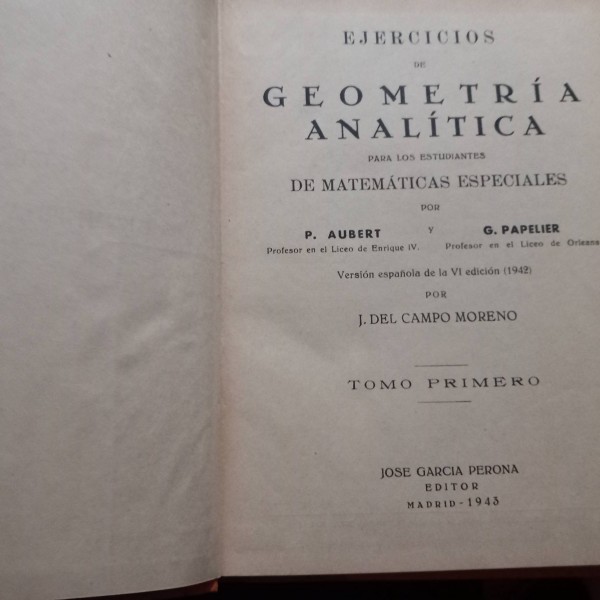 EJERCICIOS
DE
GEOMETRÍA
ANALÍTICA
PARA LOS ESTUDIANTES
DE MATEMÁTICAS ESPECIALES
POR
P. AUBERT Y G. PAPELIER
Profesor en el Liceo de Enrique IV. Profesor en el Liceo de Orleans
Versión española de la VI edición (1942)
POR
J. DEL CAMPO MORENO
TOMO PRIMERO
JOSE GARCIA PERONA
EDITOR
MADRID - 1943